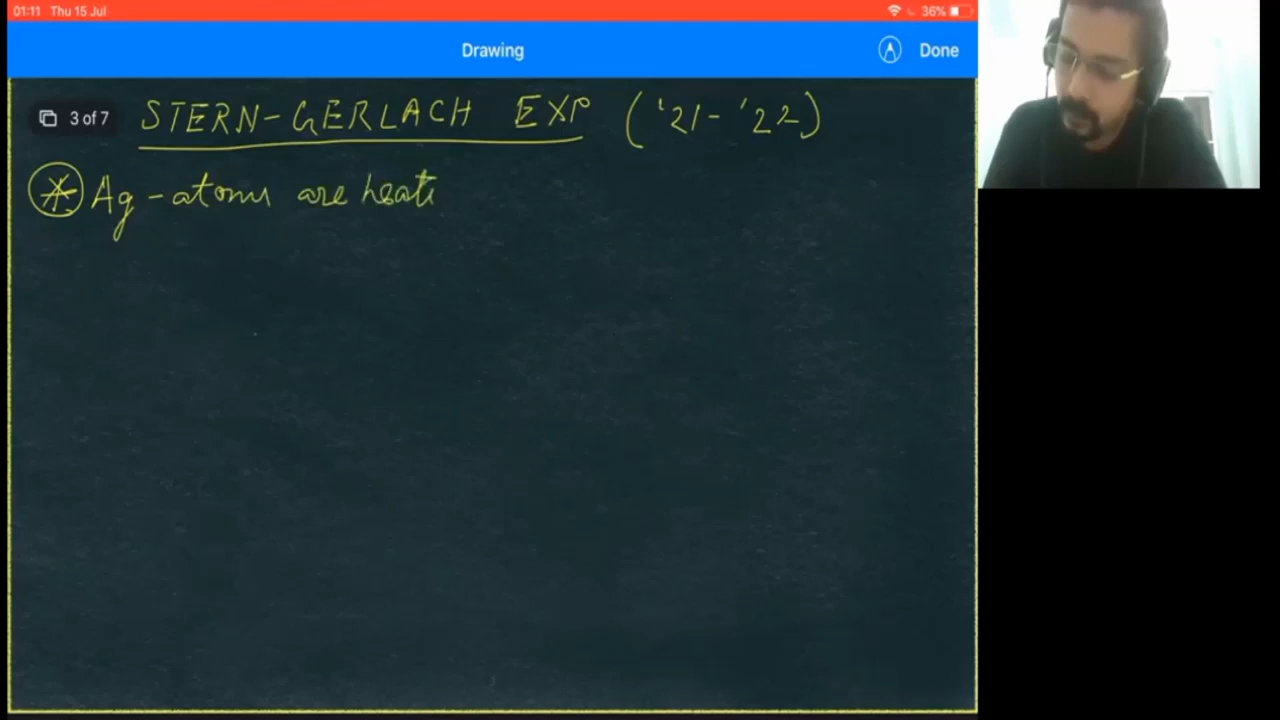 01:11 Thu 15 Jul 36%
Drawing Done
3 of 7 STERN-GERLACH EXP ('21-'22)
Ag-atoms are heate